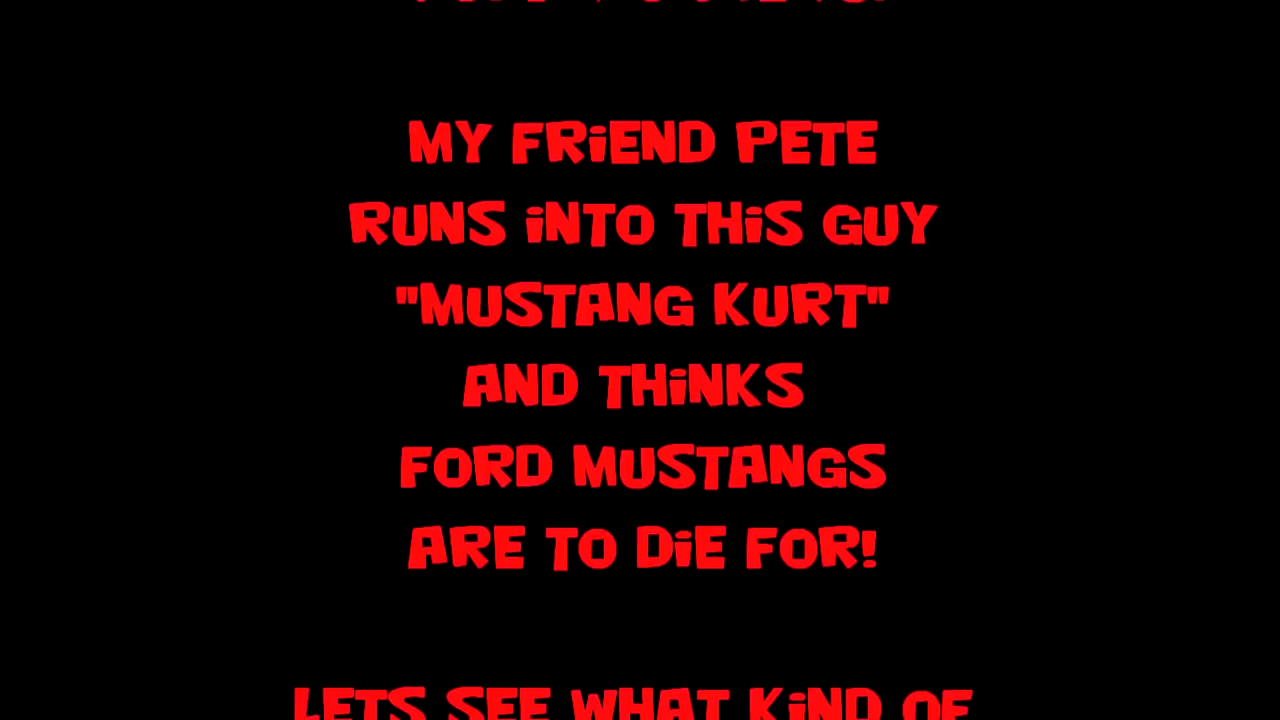 MY FRiEND PETE
RUNS iNTO THiS GUY
"MUSTANG KURT"
AND THiNKS
FORD MUSTANGS
ARE TO DiE FOR!
LETS SEE WHAT KiND OF